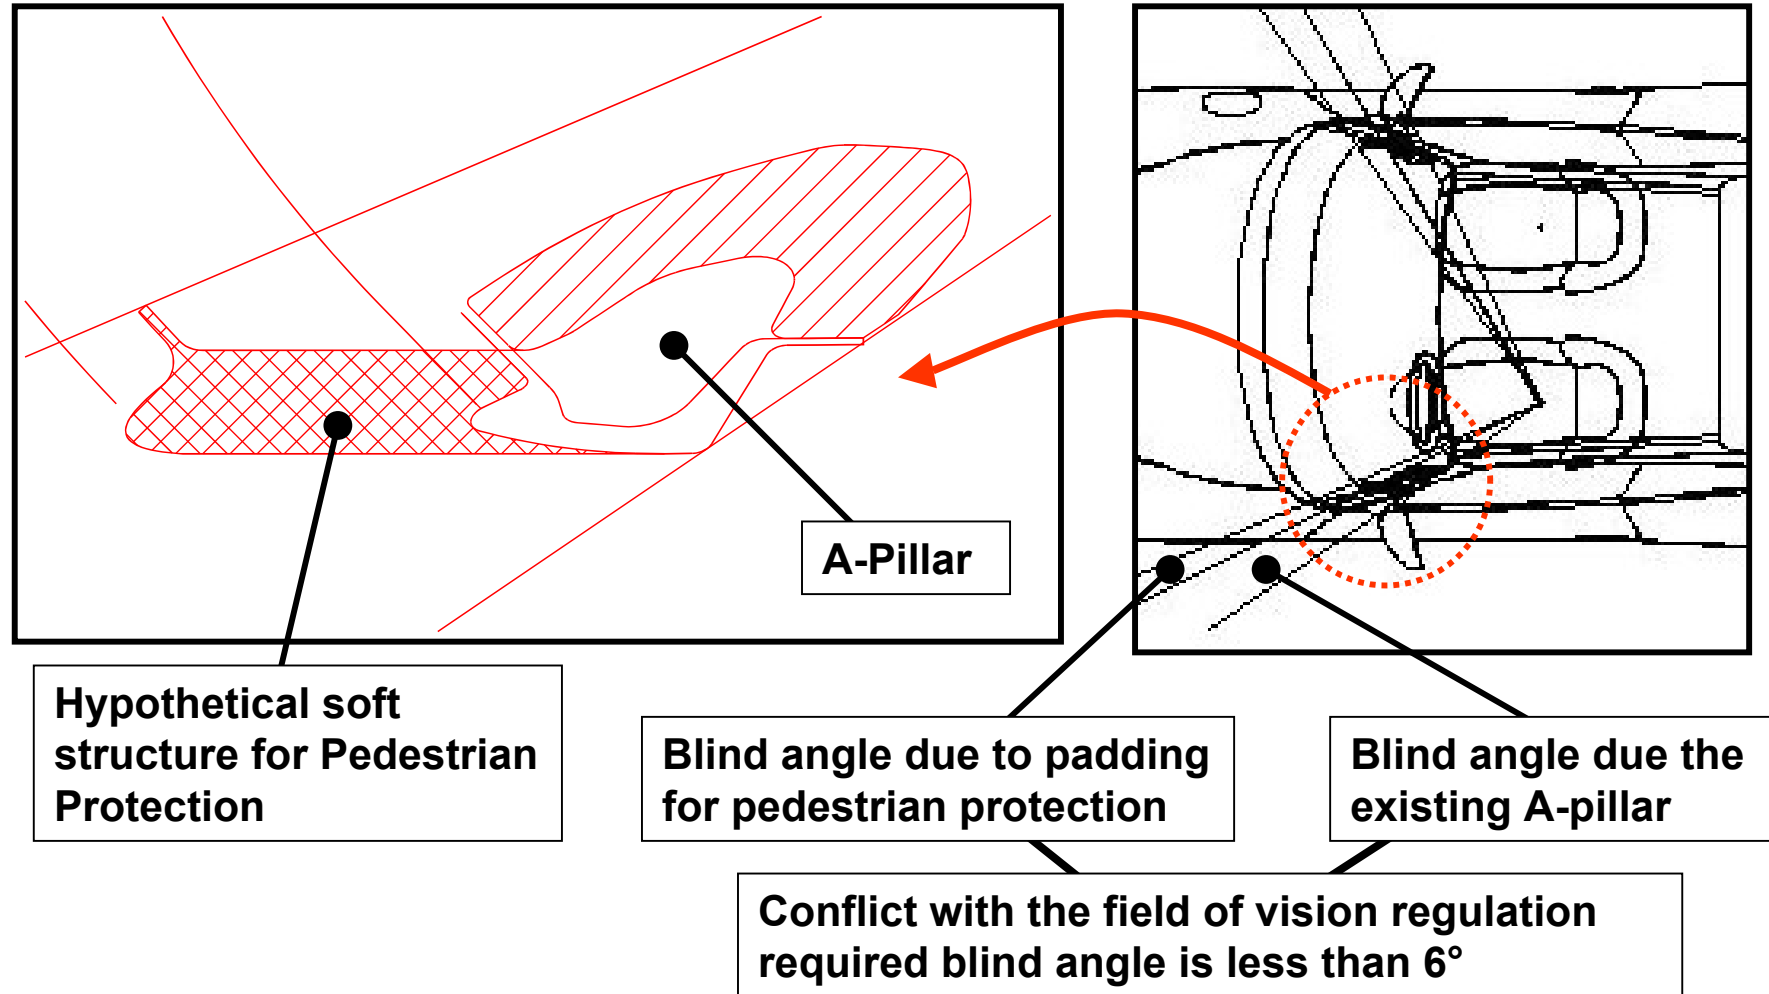 A-Pillar
Hypothetical soft
structure for Pedestrian
Protection
Blind angle due to padding
for pedestrian protection
Blind angle due the
existing A-pillar
Conflict with the field of vision regulation
required blind angle is less than 6°